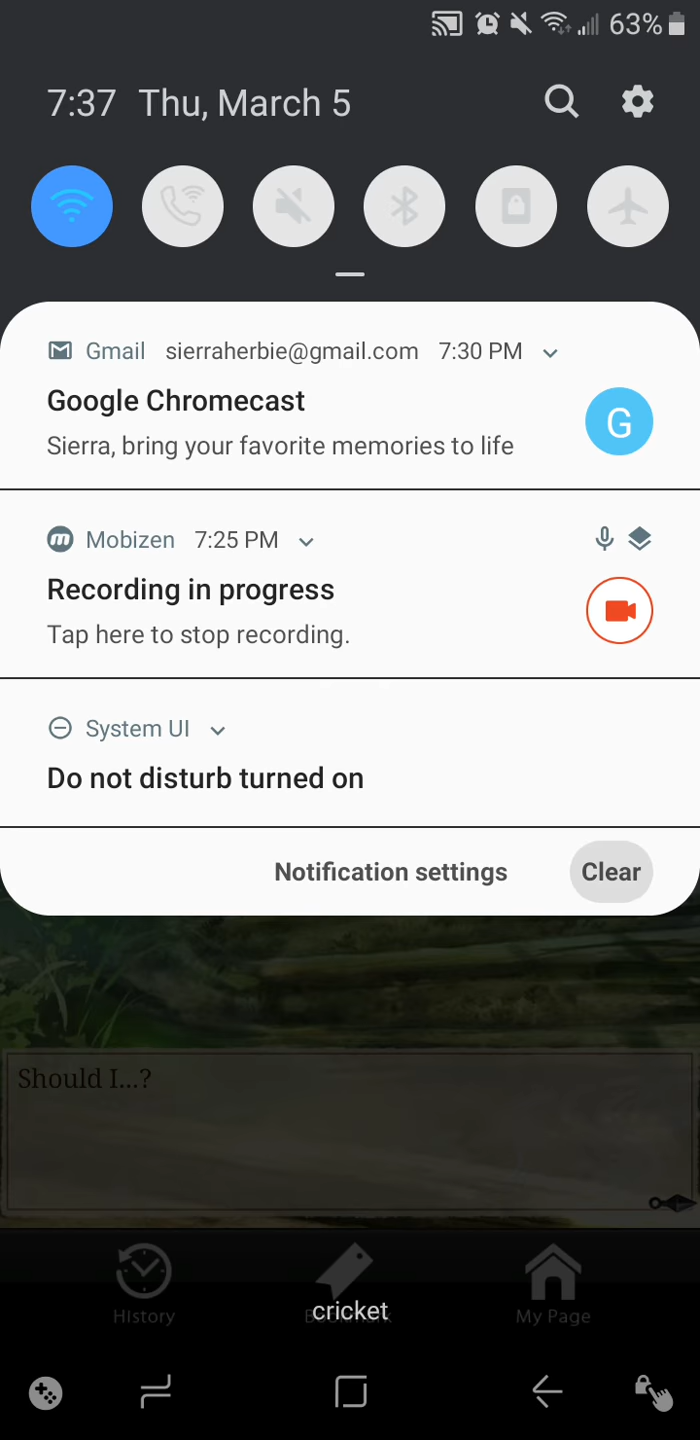 63%
7:37 Thu, March 5
Gmail sierraherbie@gmail.com 7:30 PM
Google Chromecast
Sierra, bring your favorite memories to life
G
Mobizen 7:25 PM
Recording in progress
Tap here to stop recording.
System UI
Do not disturb turned on
Notification settings Clear
Should I...?
cricket
History Bookmark My Page